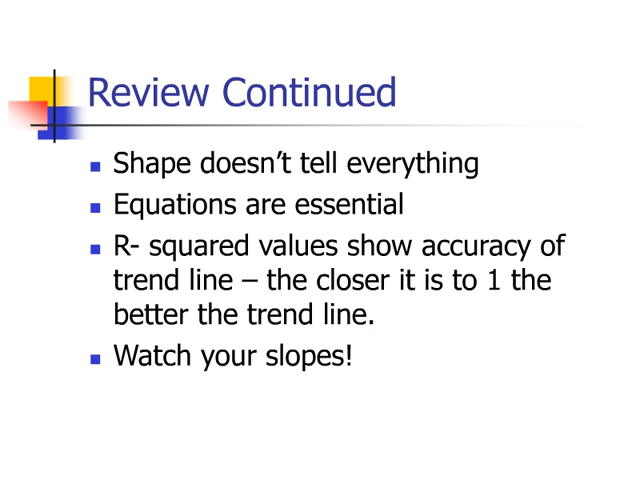 Review Continued
Shape doesn’t tell everything
Equations are essential
R- squared values show accuracy of
trend line – the closer it is to 1 the
better the trend line.
Watch your slopes!